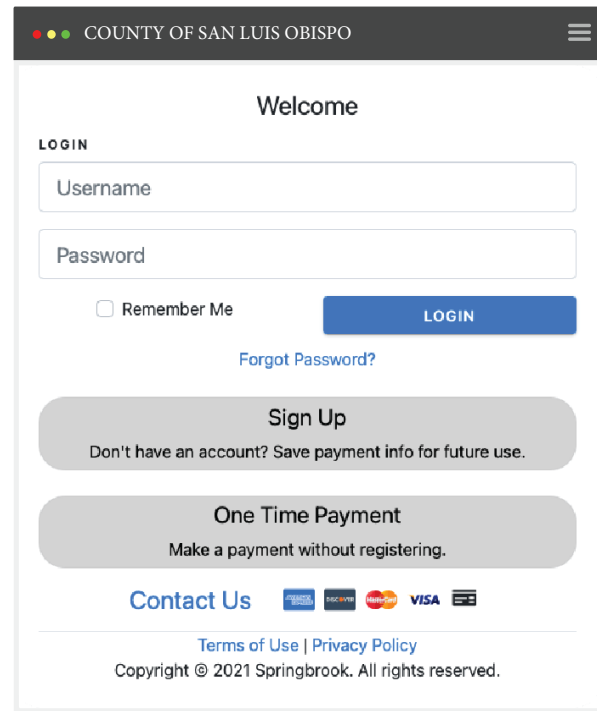 COUNTY OF SAN LUIS OBISPO
Welcome
LOGIN
Username
Password
Remember Me
LOGIN
Forgot Password?
Sign Up
Don't have an account? Save payment info for future use.
One Time Payment
Make a payment without registering.
Contact Us DISCOVER MasterCard VISA
Terms of Use | Privacy Policy
Copyright © 2021 Springbrook. All rights reserved.